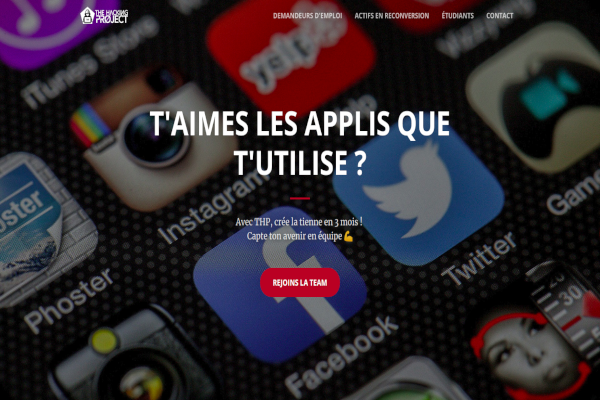 THE HACKING
PROJECT
DEMANDEURS D'EMPLOI
ACTIFS EN RECONVERSION
ÉTUDIANTS
CONTACT
iTunes Store
T'AIMES LES APPLIS QUE
T'UTILISE ?
Instagram
Avec THP, crée la tienne en 3 mois !
Capte ton avenir en équipe 💪
REJOINS LA TEAM
Phoster
Facebook
Twitter
yelp
Game
30